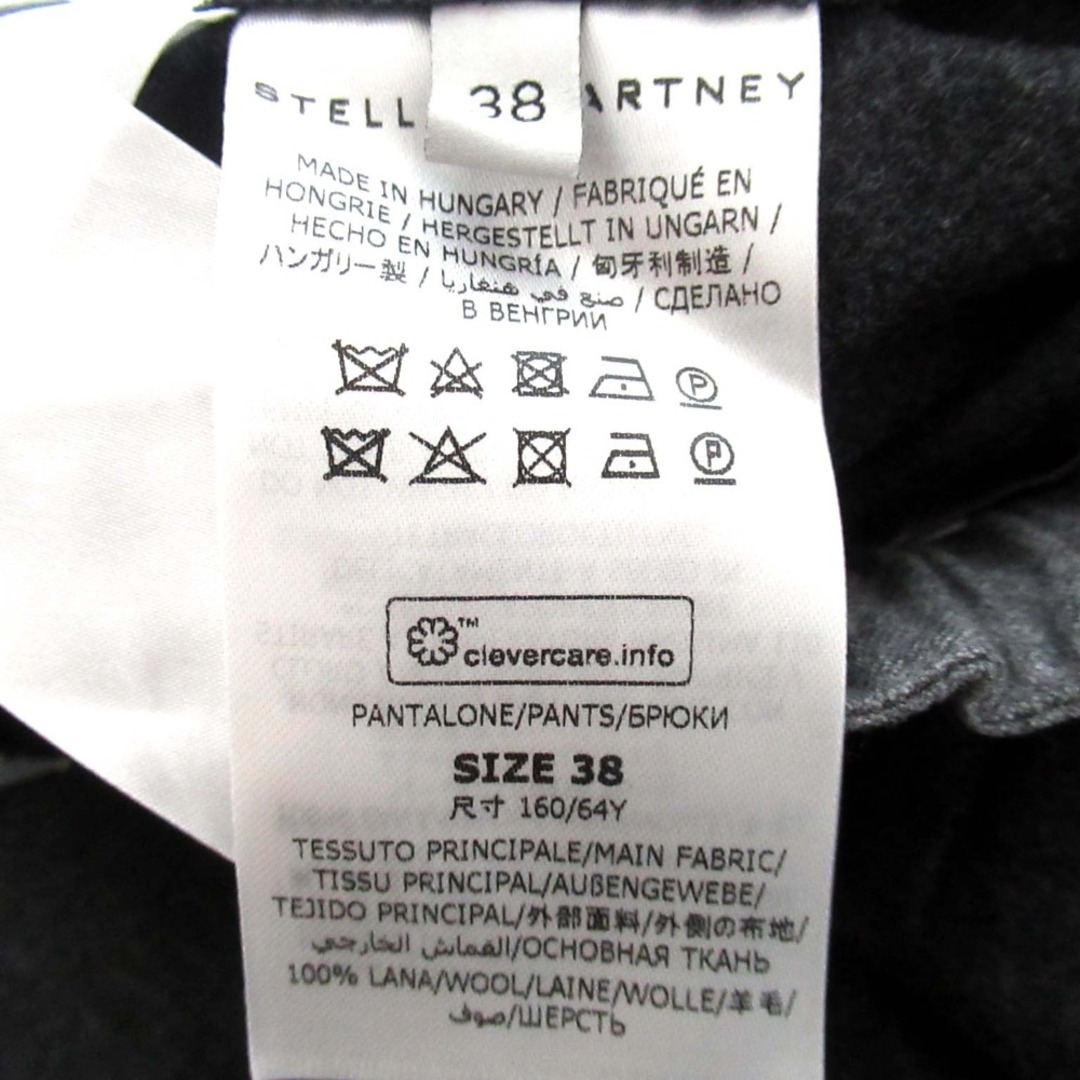 STELL 38 ARTNEY
MADE IN HUNGARY / FABRIQUÉ EN
HONGRIE / HERGESTELLT IN UNGARN /
HECHO EN HUNGRÍA / 匈牙利制造 /
ハンガリー製 / صنع في هنغاريا / СДЕЛАНО
В ВЕНГРИИ
P
P
™
clevercare.info
PANTALONE/PANTS/БРЮКИ
SIZE 38
尺寸 160/64Y
TESSUTO PRINCIPALE/MAIN FABRIC/
TISSU PRINCIPAL/AUßENGEWEBE/
TEJIDO PRINCIPAL/外部面料/外側の布地/
القماش الخارجي/ОСНОВНАЯ ТКАНЬ
100% LANA/WOOL/LAINE/WOLLE/羊毛/
صوف/ШЕРСТЬ